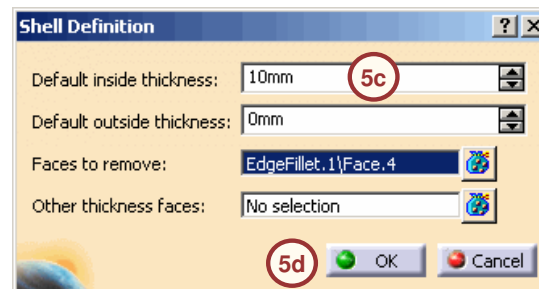 Shell Definition ? X
Default inside thickness: 10mm 5c
Default outside thickness: 0mm
Faces to remove: EdgeFillet.1\Face.4
Other thickness faces: No selection
5d OK Cancel